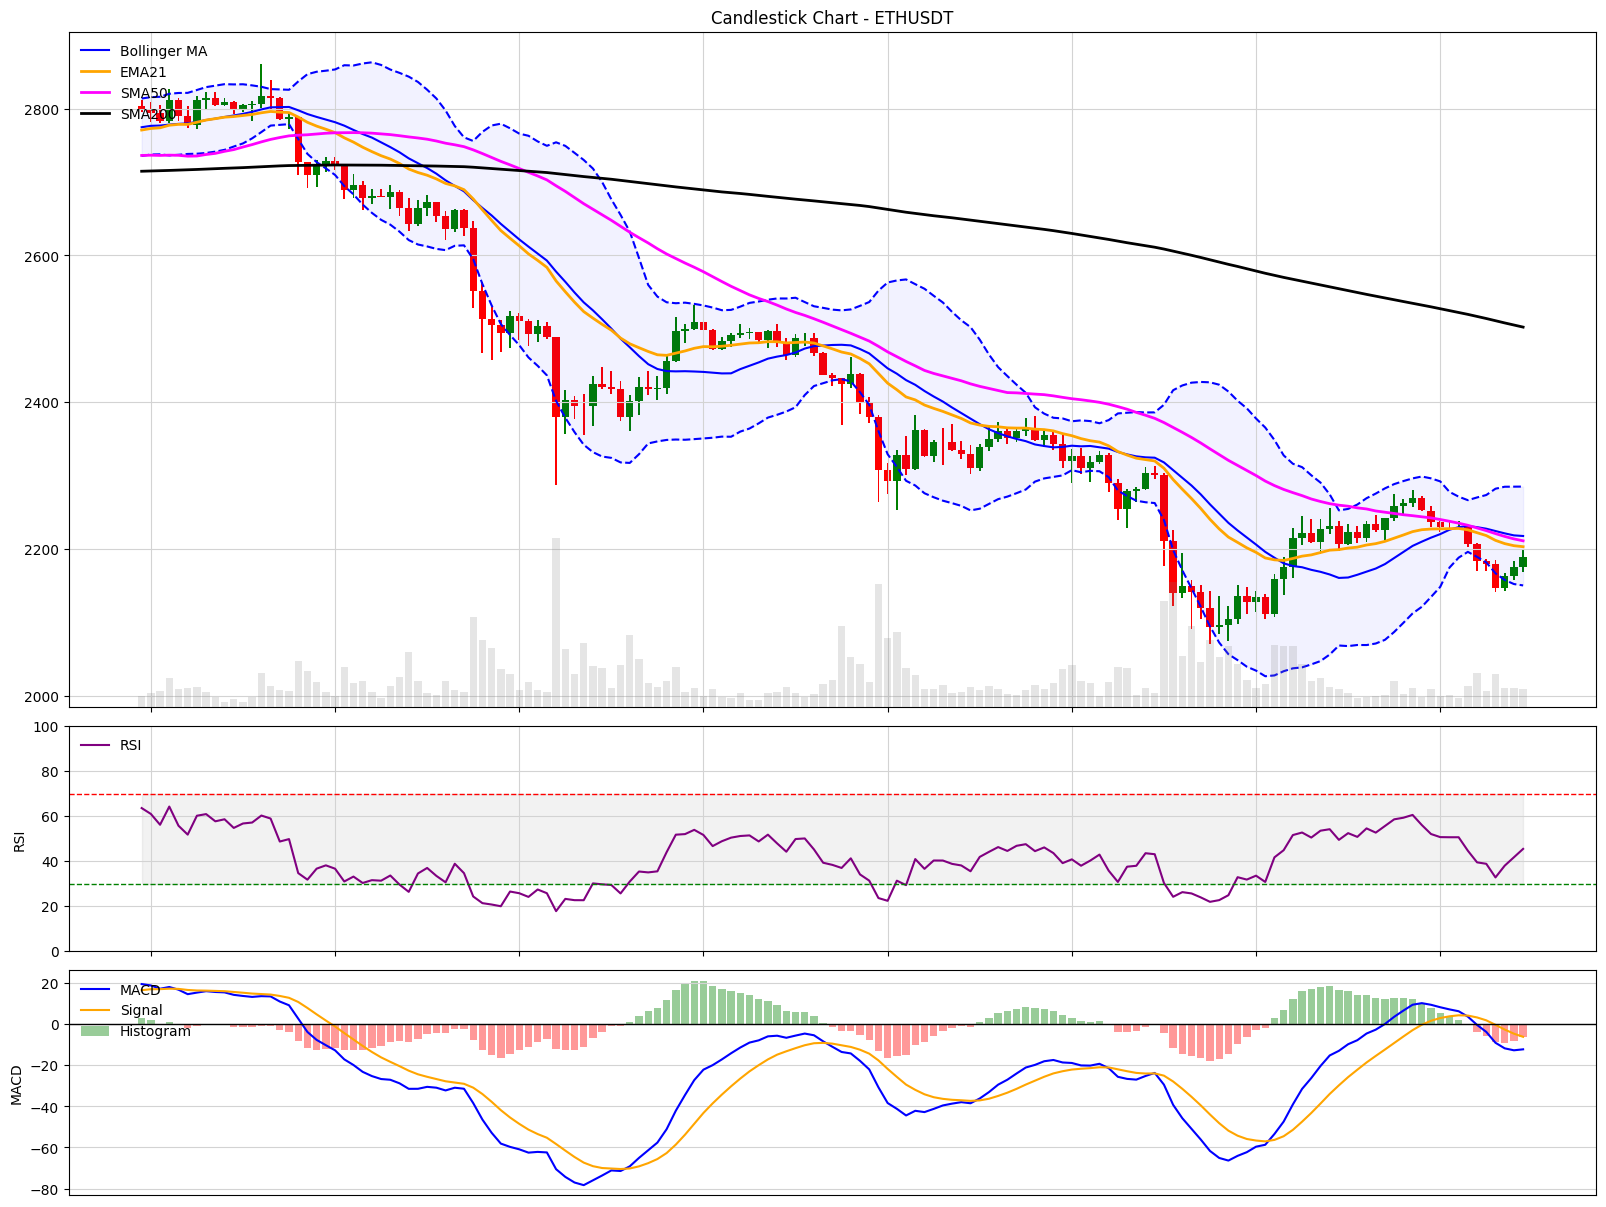 Candlestick Chart - ETHUSDT
Bollinger MA
EMA21
SMA50
SMA200
2800
2600
2400
2200
2000
RSI
100
80
60
40
20
0
RSI
MACD
Signal
Histogram
20
0
−20
−40
−60
−80
MACD